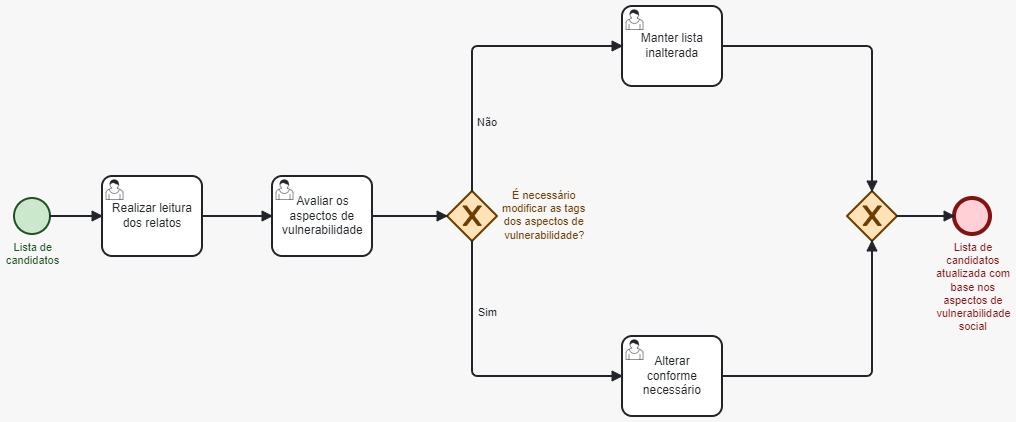 Lista de
candidatos
Realizar leitura
dos relatos
Avaliar os
aspectos de
vulnerabilidade
É necessário
modificar as tags
dos aspectos de
vulnerabilidade?
Não
Manter lista
inalterada
Sim
Alterar
conforme
necessário
Lista de
candidatos
atualizada com
base nos
aspectos de
vulnerabilidade
social